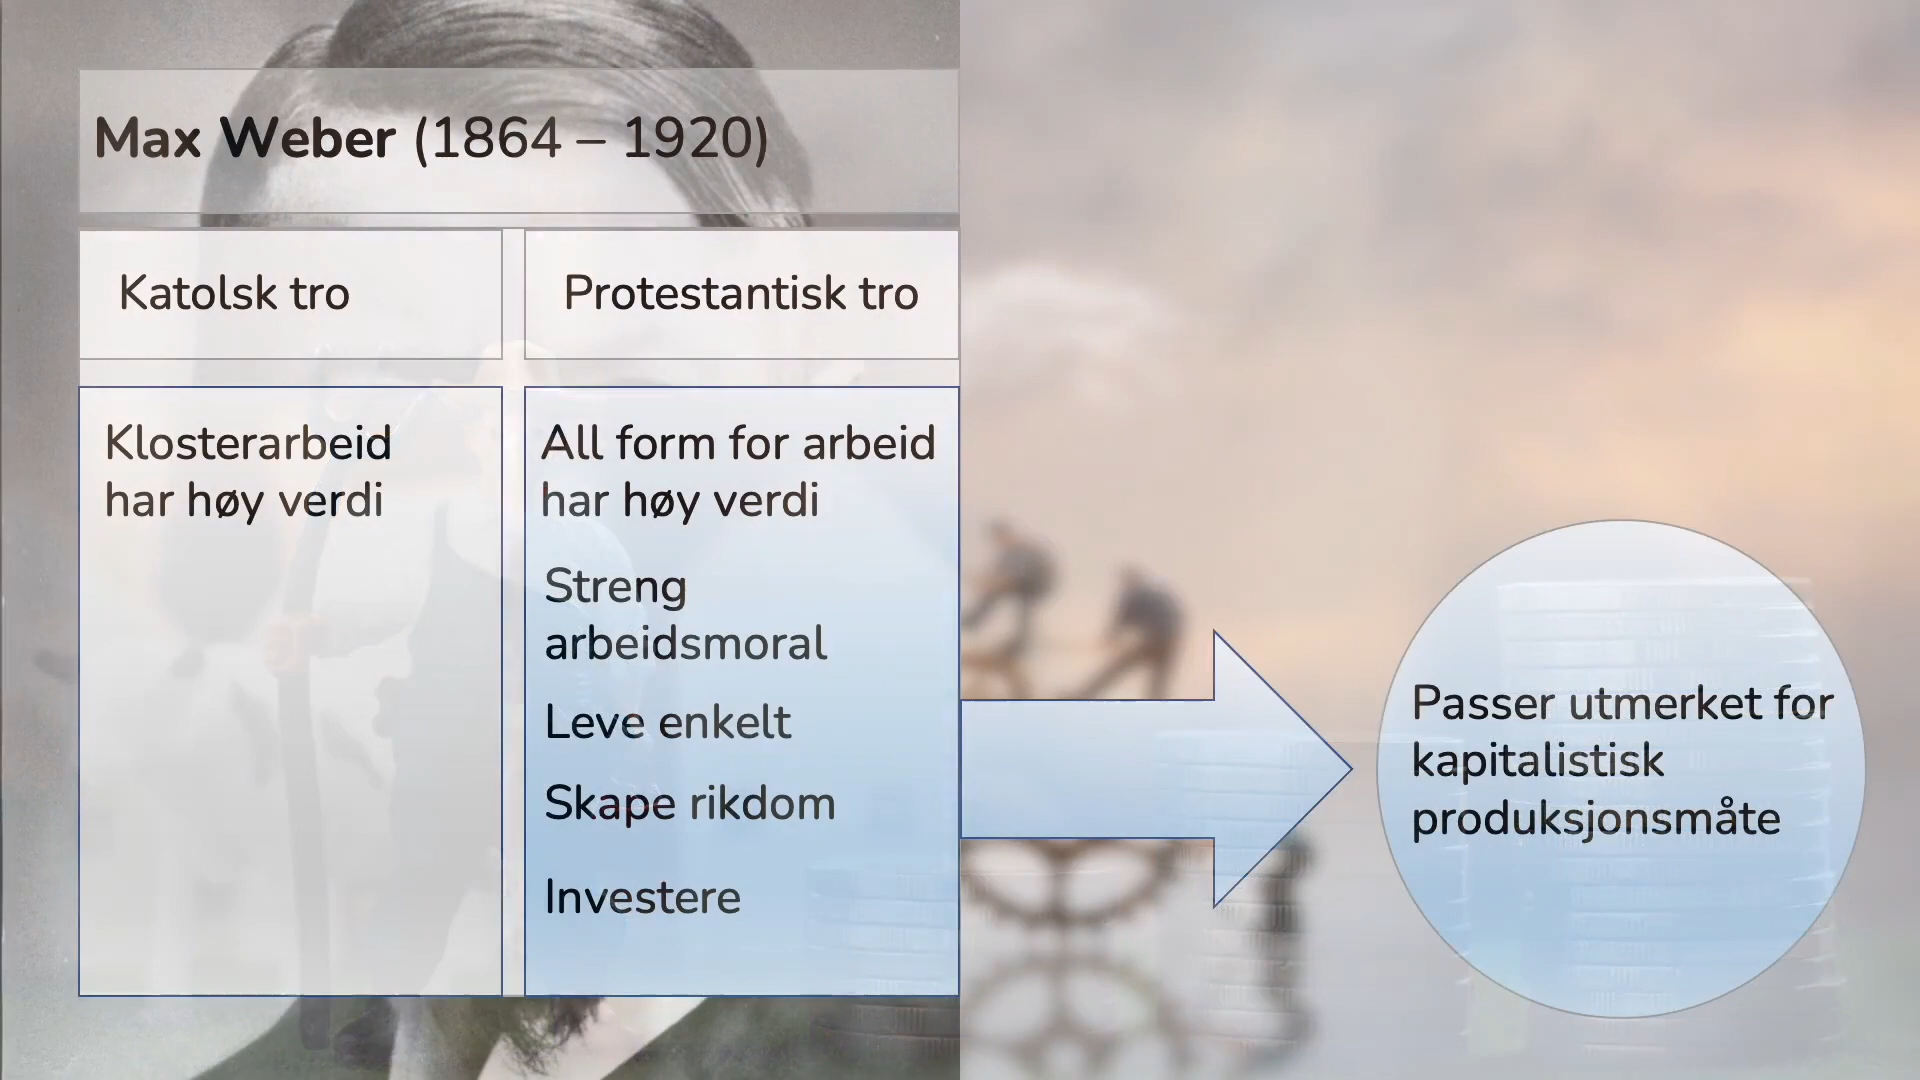 Max Weber (1864 – 1920)
Katolsk tro
Protestantisk tro
Klosterarbeid
har høy verdi
All form for arbeid
har høy verdi
Streng
arbeidsmoral
Leve enkelt
Skape rikdom
Investere
Passer utmerket for
kapitalistisk
produksjonsmåte